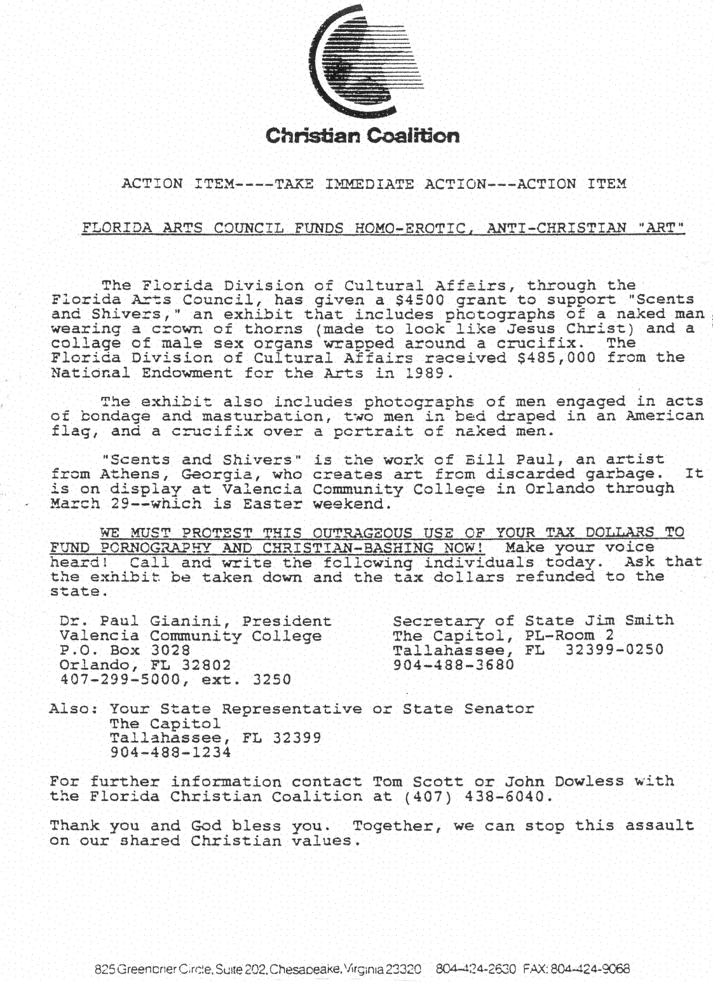 Christian Coalition
ACTION ITEM----TAKE IMMEDIATE ACTION---ACTION ITEM
FLORIDA ARTS COUNCIL FUNDS HOMO-EROTIC, ANTI-CHRISTIAN "ART"
The Florida Division of Cultural Affairs, through the
Florida Arts Council, has given a $4500 grant to support "Scents
and Shivers," an exhibit that includes photographs of a naked man
wearing a crown of thorns (made to look like Jesus Christ) and a
collage of male sex organs wrapped around a crucifix. The
Florida Division of Cultural Affairs received $485,000 from the
National Endowment for the Arts in 1989.
The exhibit also includes photographs of men engaged in acts
of bondage and masturbation, two men in bed draped in an American
flag, and a crucifix over a portrait of naked men.
"Scents and Shivers" is the work of Bill Paul, an artist
from Athens, Georgia, who creates art from discarded garbage. It
is on display at Valencia Community College in Orlando through
March 29--which is Easter weekend.
WE MUST PROTEST THIS OUTRAGEOUS USE OF YOUR TAX DOLLARS TO
FUND PORNOGRAPHY AND CHRISTIAN-BASHING NOW! Make your voice
heard! Call and write the following individuals today. Ask that
the exhibit be taken down and the tax dollars refunded to the
state.
Dr. Paul Gianini, President
Valencia Community College
P.O. Box 3028
Orlando, FL 32802
407-299-5000, ext. 3250
Secretary of State Jim Smith
The Capitol, PL-Room 2
Tallahassee, FL 32399-0250
904-488-3680
Also: Your State Representative or State Senator
The Capitol
Tallahassee, FL 32399
904-488-1234
For further information contact Tom Scott or John Dowless with
the Florida Christian Coalition at (407) 438-6040.
Thank you and God bless you. Together, we can stop this assault
on our shared Christian values.
825 Greenbrier Circle, Suite 202, Chesapeake, Virginia 23320 804-424-2630 FAX: 804-424-9068